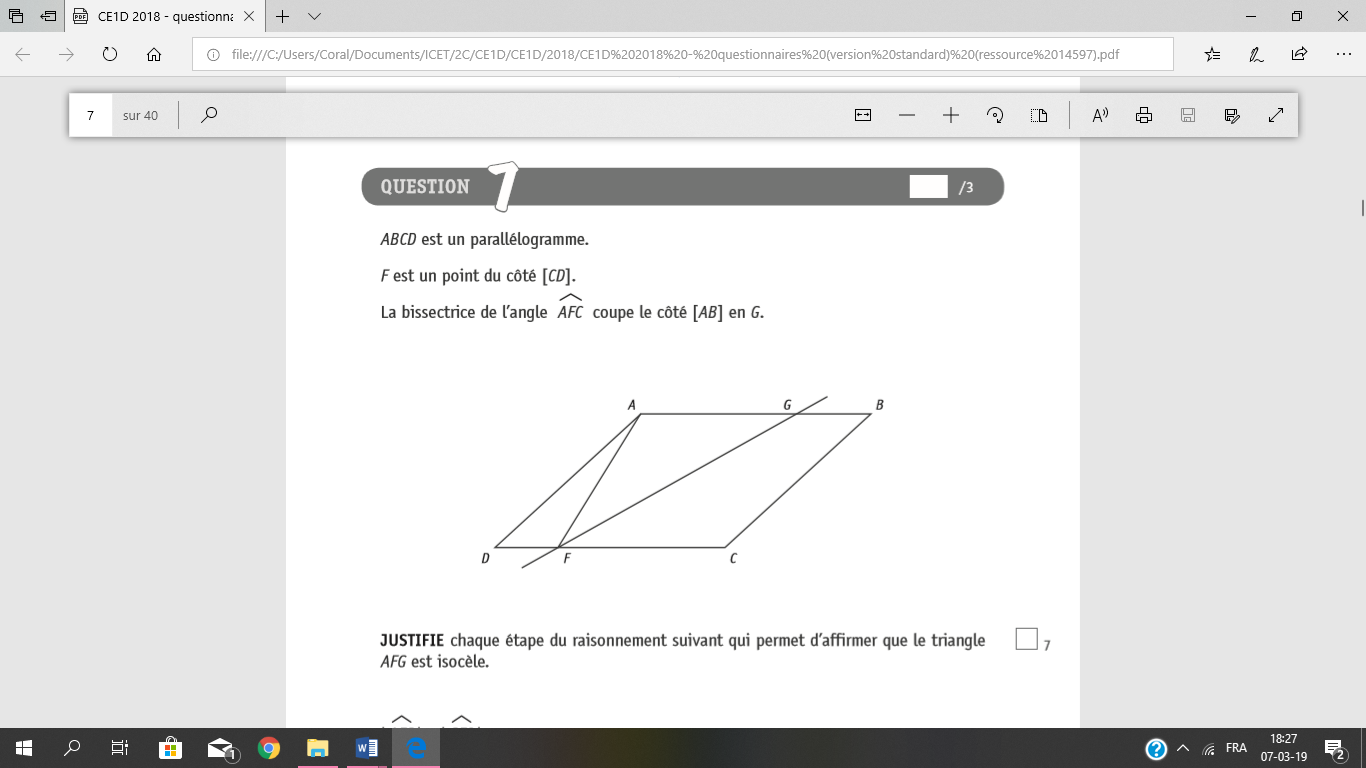 CE1D 2018 - questionna
file:///C:/Users/Coral/Documents/ICET/2C/CE1D/CE1D/2018/CE1D%202018%20-%20questionnaires%20(version%20standard)%20(ressource%2014597).pdf
7 sur 40
QUESTION 1 /3
ABCD est un parallélogramme.
F est un point du côté [CD].
La bissectrice de l'angle AFC coupe le côté [AB] en G.
A G B
D F C
JUSTIFIE chaque étape du raisonnement suivant qui permet d'affirmer que le triangle
AFG est isocèle.
7
1
FRA
18:27
07-03-19
2